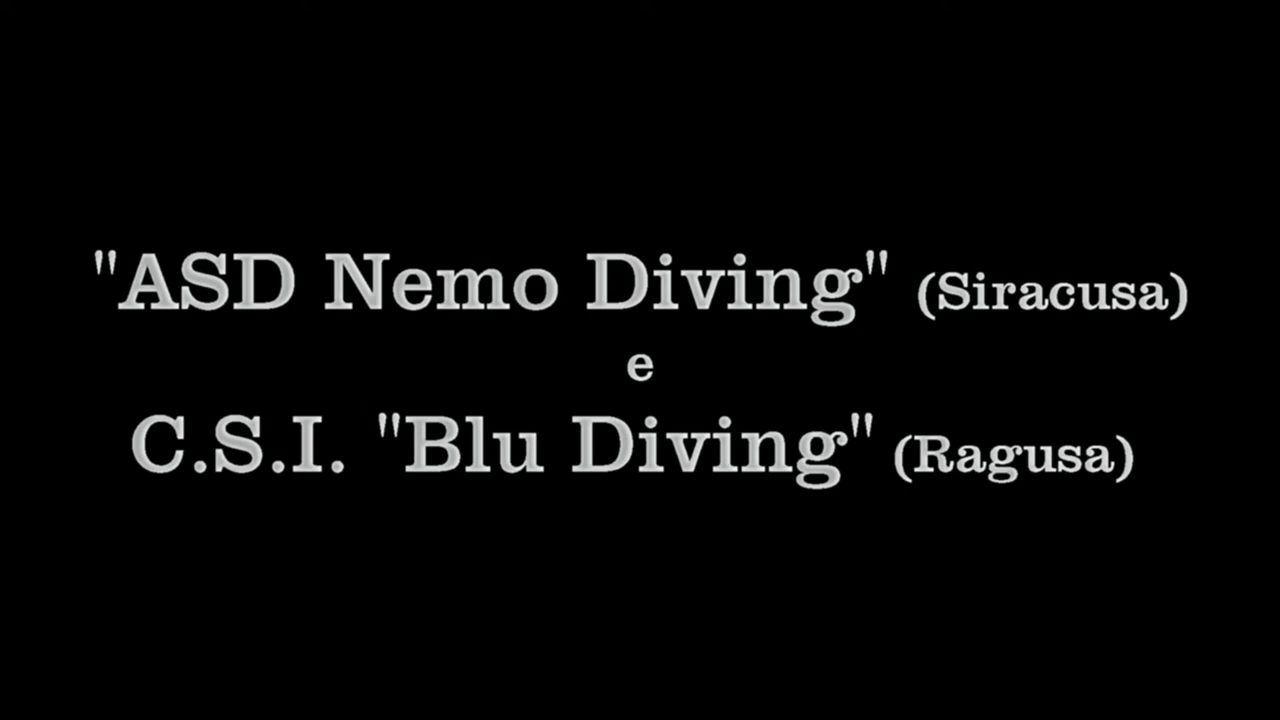 "ASD Nemo Diving" (Siracusa)
e
C.S.I. "Blu Diving" (Ragusa)